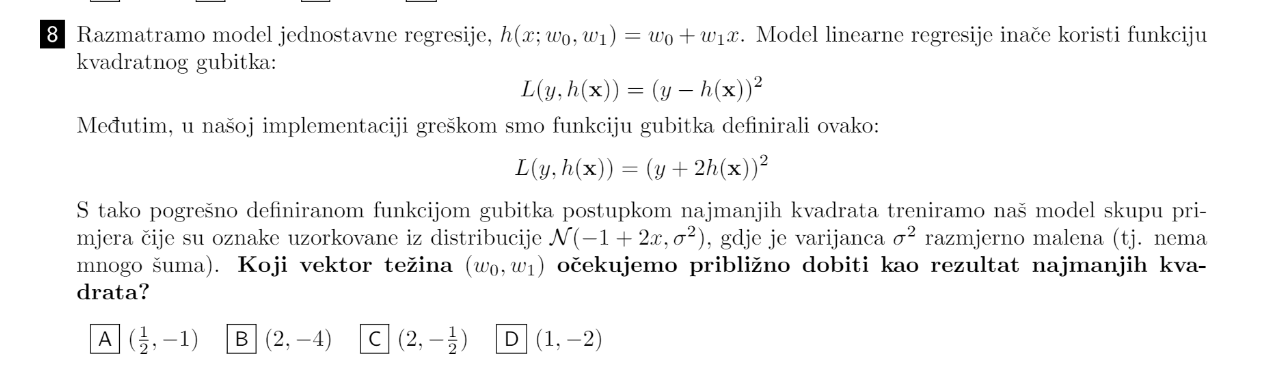 8 Razmatramo model jednostavne regresije, h(x; w₀, w₁) = w₀ + w₁x. Model linearne regresije inače koristi funkciju
kvadratnog gubitka:
L(y, h(𝐱)) = (y − h(𝐱))²
Međutim, u našoj implementaciji greškom smo funkciju gubitka definirali ovako:
L(y, h(𝐱)) = (y + 2h(𝐱))²
S tako pogrešno definiranom funkcijom gubitka postupkom najmanjih kvadrata treniramo naš model skupu pri-
mjera čije su oznake uzorkovane iz distribucije 𝒩(−1 + 2x, σ²), gdje je varijanca σ² razmjerno malena (tj. nema
mnogo šuma). Koji vektor težina (w₀, w₁) očekujemo približno dobiti kao rezultat najmanjih kva-
drata?
A (½, −1) B (2, −4) C (2, −½) D (1, −2)